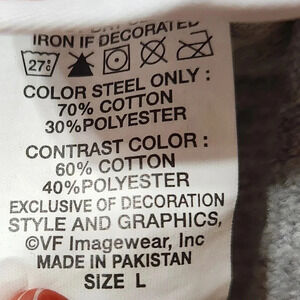 IRON IF DECORATED
27°C
COLOR STEEL ONLY :
70% COTTON
30%POLYESTER
CONTRAST COLOR :
60% COTTON
40%POLYESTER
EXCLUSIVE OF DECORATION
STYLE AND GRAPHICS,
©VF Imagewear, Inc
MADE IN PAKISTAN
SIZE L